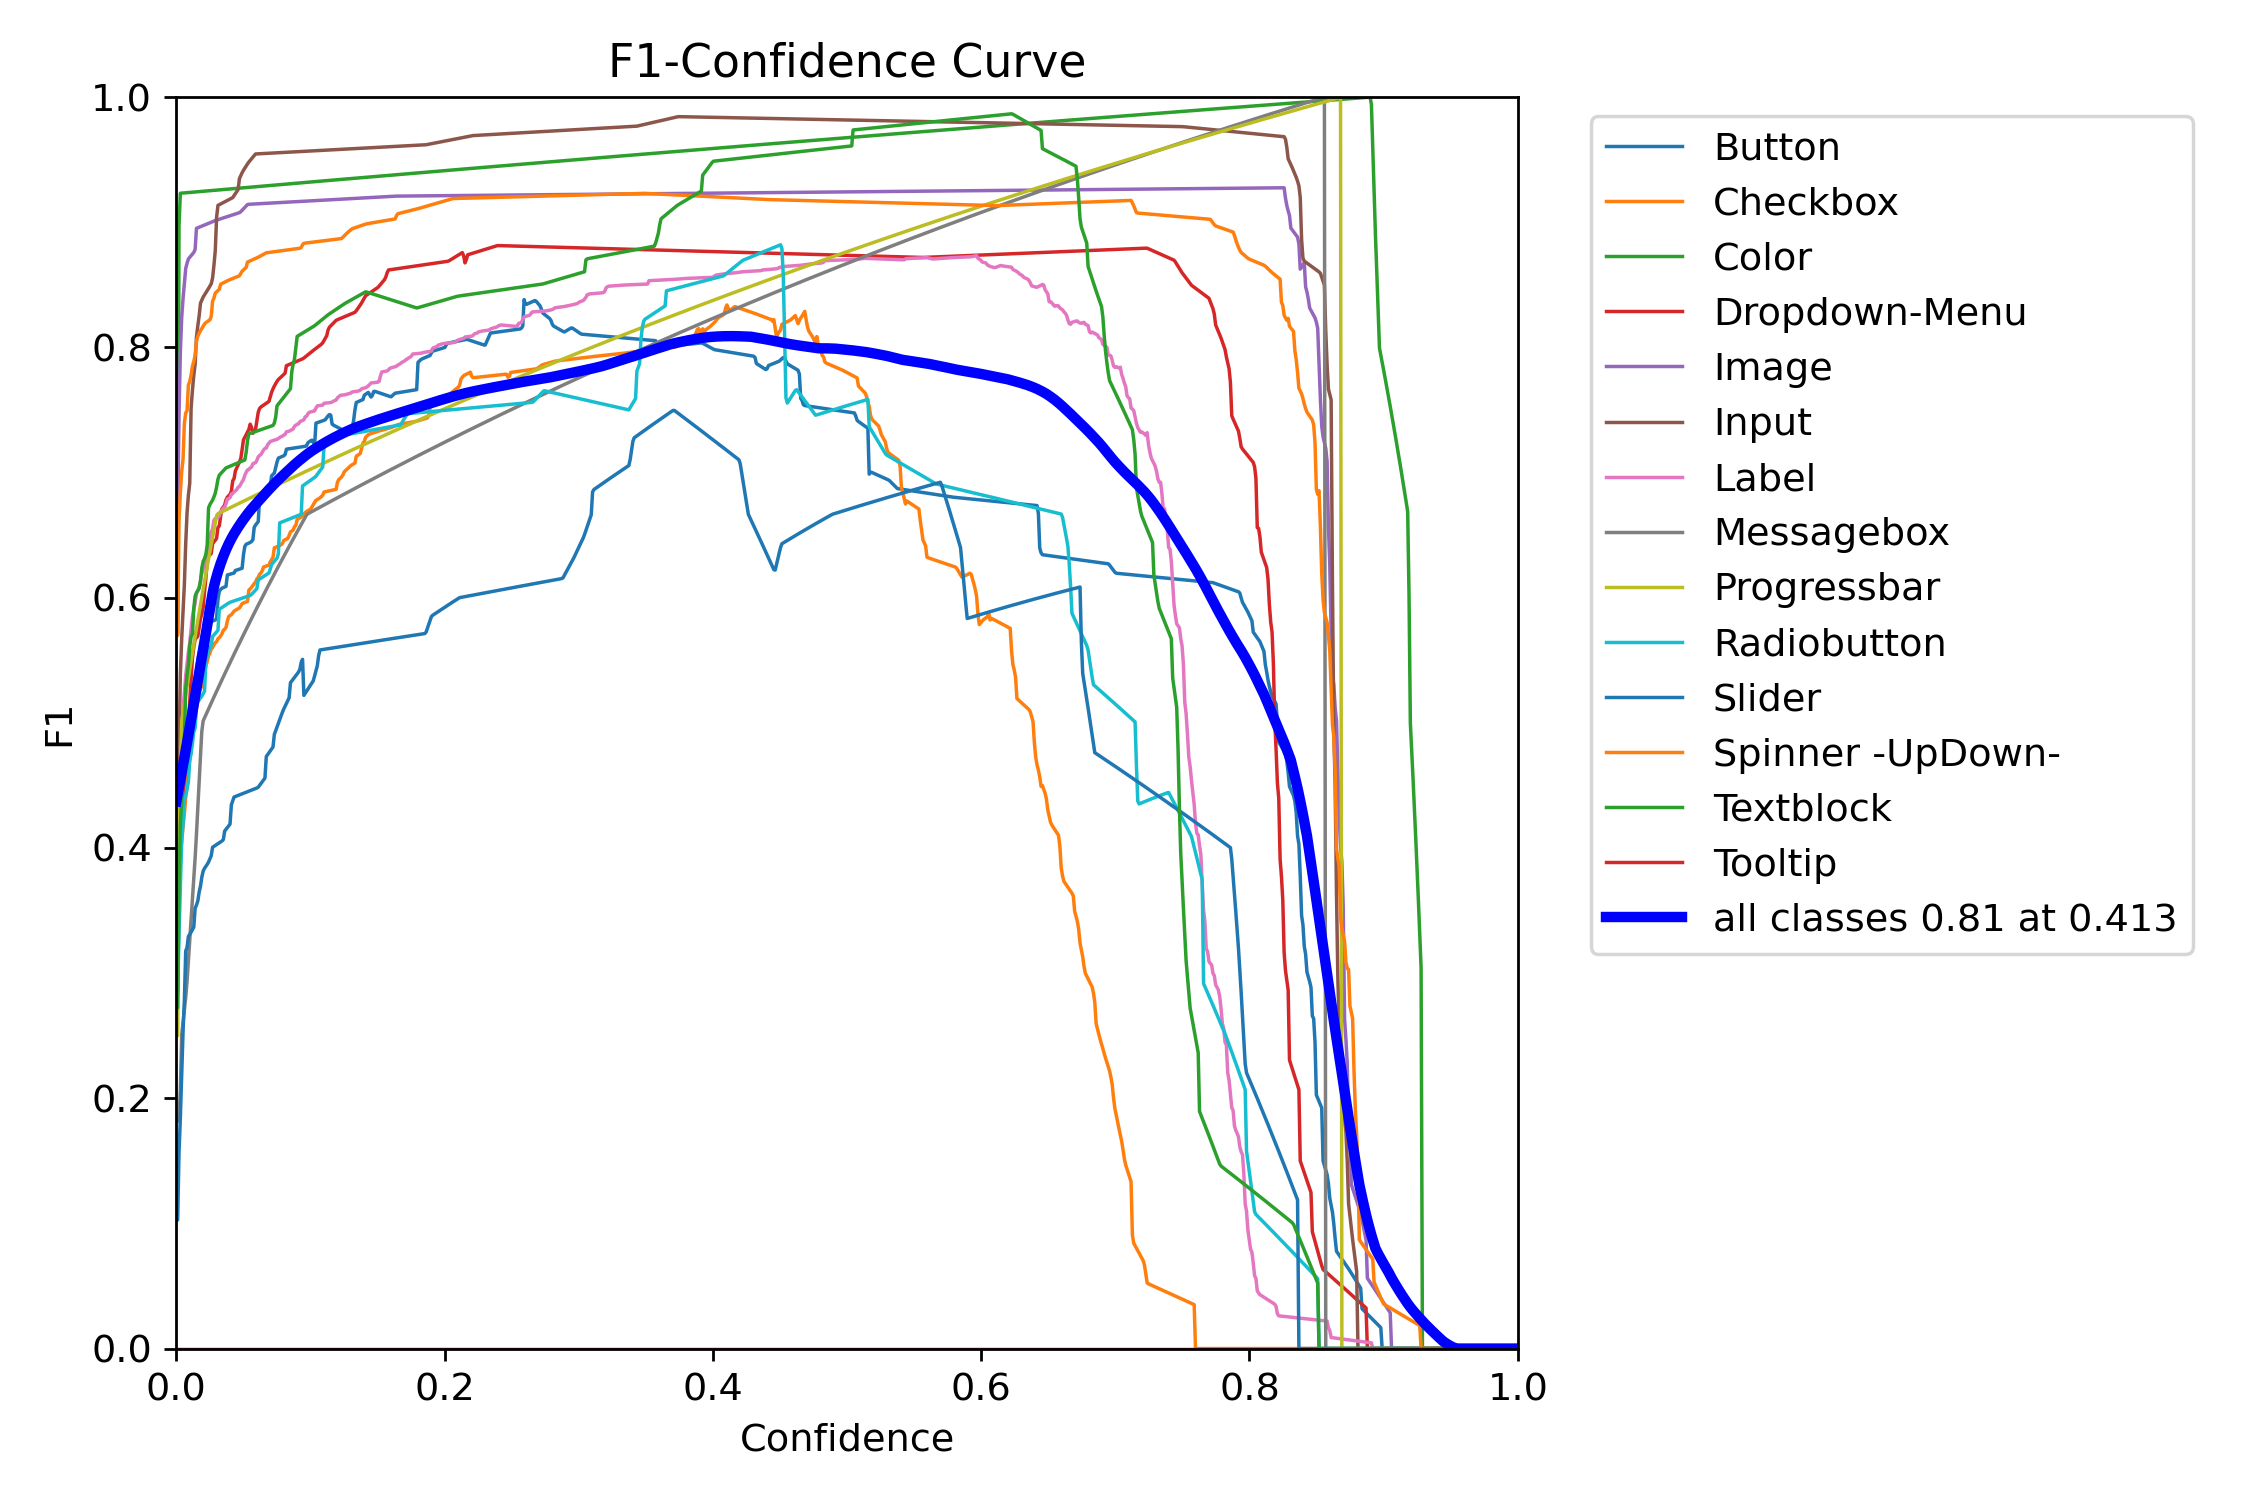 F1-Confidence Curve
1.0
0.8
0.6
0.4
0.2
0.0
F1
0.0 0.2 0.4 0.6 0.8 1.0
Confidence
Button
Checkbox
Color
Dropdown-Menu
Image
Input
Label
Messagebox
Progressbar
Radiobutton
Slider
Spinner -UpDown-
Textblock
Tooltip
all classes 0.81 at 0.413